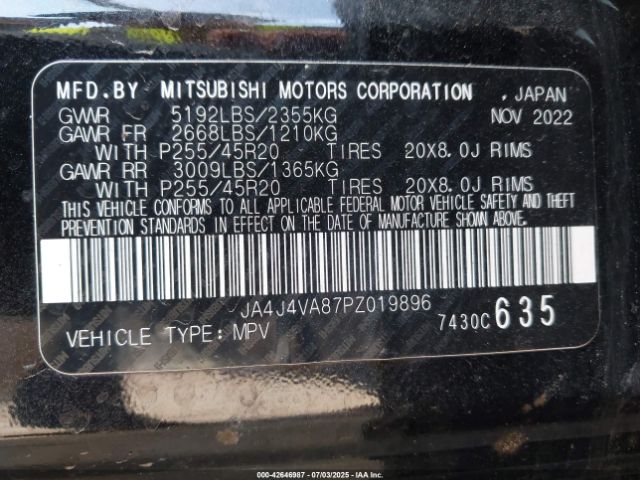 MFD.BY MITSUBISHI MOTORS CORPORATION , JAPAN
GVWR 5192LBS/2355KG NOV 2022
GAWR FR 2668LBS/1210KG
WITH P255/45R20 TIRES 20X8.0J RIMS
GAWR RR 3009LBS/1365KG
WITH P255/45R20 TIRES 20X8.0J RIMS
THIS VEHICLE CONFORMS TO ALL APPLICABLE FEDERAL MOTOR VEHICLE SAFETY AND THEFT
PREVENTION STANDARDS IN EFFECT ON THE DATE OF MANUFACTURE SHOWN ABOVE.
JA4J4VA87PZ019896
7430C635
VEHICLE TYPE: MPV
000-42646987 - 07/03/2025 - IAA Inc.